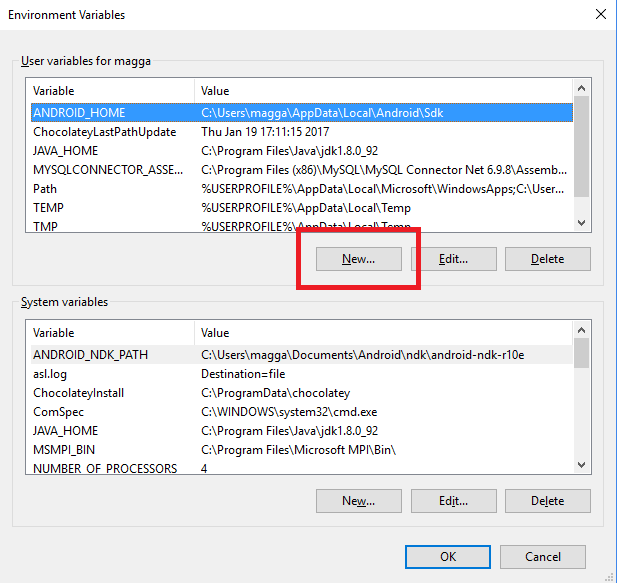 Environment Variables
User variables for magga
Variable Value
ANDROID_HOME C:\Users\magga\AppData\Local\Android\Sdk
ChocolateyLastPathUpdate Thu Jan 19 17:11:15 2017
JAVA_HOME C:\Program Files\Java\jdk1.8.0_92
MYSQLCONNECTOR_ASSE... C:\Program Files (x86)\MySQL\MySQL Connector Net 6.9.8\Assemb...
Path %USERPROFILE%\AppData\Local\Microsoft\WindowsApps;C:\User...
TEMP %USERPROFILE%\AppData\Local\Temp
TMP %USERPROFILE%\AppData\Local\Temp
New... Edit... Delete
System variables
Variable Value
ANDROID_NDK_PATH C:\Users\magga\Documents\Android\ndk\android-ndk-r10e
asl.log Destination=file
ChocolateyInstall C:\ProgramData\chocolatey
ComSpec C:\WINDOWS\system32\cmd.exe
JAVA_HOME C:\Program Files\Java\jdk1.8.0_92
MSMPI_BIN C:\Program Files\Microsoft MPI\Bin\
NUMBER_OF_PROCESSORS 4
New... Edit... Delete
OK Cancel